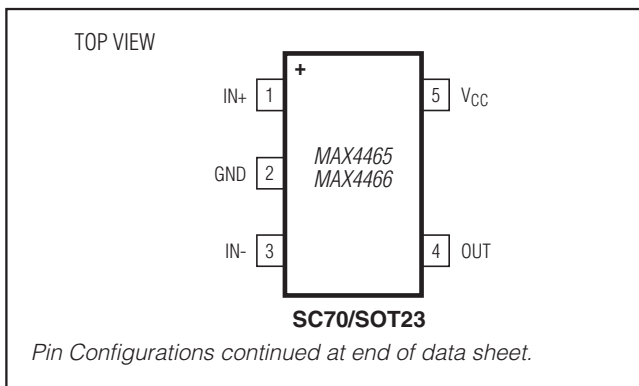 TOP VIEW
+
IN+ 1
5 VCC
MAX4465
MAX4466
GND 2
IN- 3
4 OUT
SC70/SOT23
Pin Configurations continued at end of data sheet.